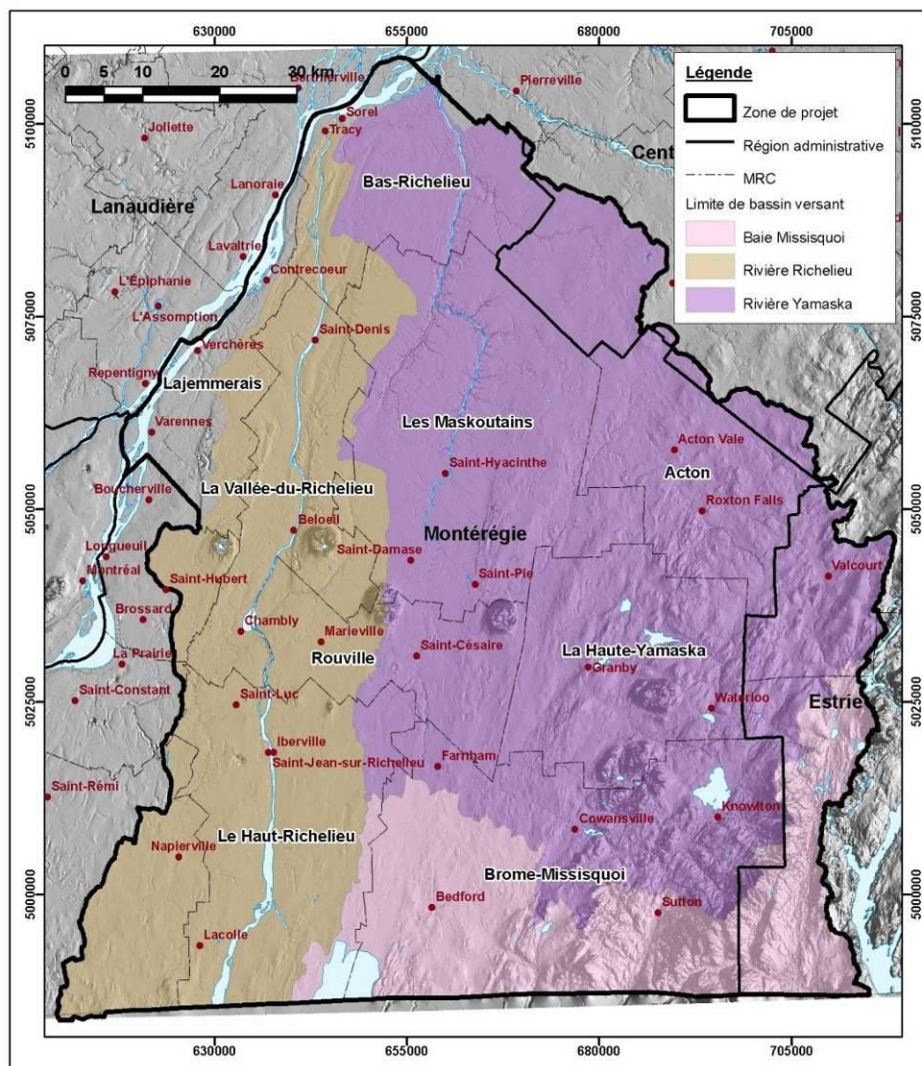 630000 655000 680000 705000
0 5 10 20 30 km
Berthierville
Pierreville
Sorel
Tracy
Joliette
Cent
Bas-Richelieu
Lanoraie
Lanaudière
Lavaltrie
L'Épiphanie
Contrecoeur
L'Assomption
Saint-Denis
Verchères
Repentigny
Lajemmerais
Varennes
Les Maskoutains
Acton Vale
Saint-Hyacinthe
Acton
La Vallée-du-Richelieu
Boucherville
Roxton Falls
Beloeil
Montérégie
Saint-Damase
Longueuil
Montréal
Saint-Hubert
Saint-Pie
Valcourt
Brossard
Chambly
Marieville
Saint-Césaire
La Haute-Yamaska
Rouville
La Prairie
Granby
Saint-Constant
Saint-Luc
Waterloo
Estrie
Iberville
Saint-Jean-sur-Richelieu
Farnham
Saint-Rémi
Knowlton
Cowansville
Le Haut-Richelieu
Napierville
Brome-Missisquoi
Bedford
Sutton
Lacolle
Légende
Zone de projet
Région administrative
MRC
Limite de bassin versant
Baie Missisquoi
Rivière Richelieu
Rivière Yamaska
5100000
5075000
5050000
5025000
5000000
5100000
5075000
5050000
5025000
5000000
630000 655000 680000 705000